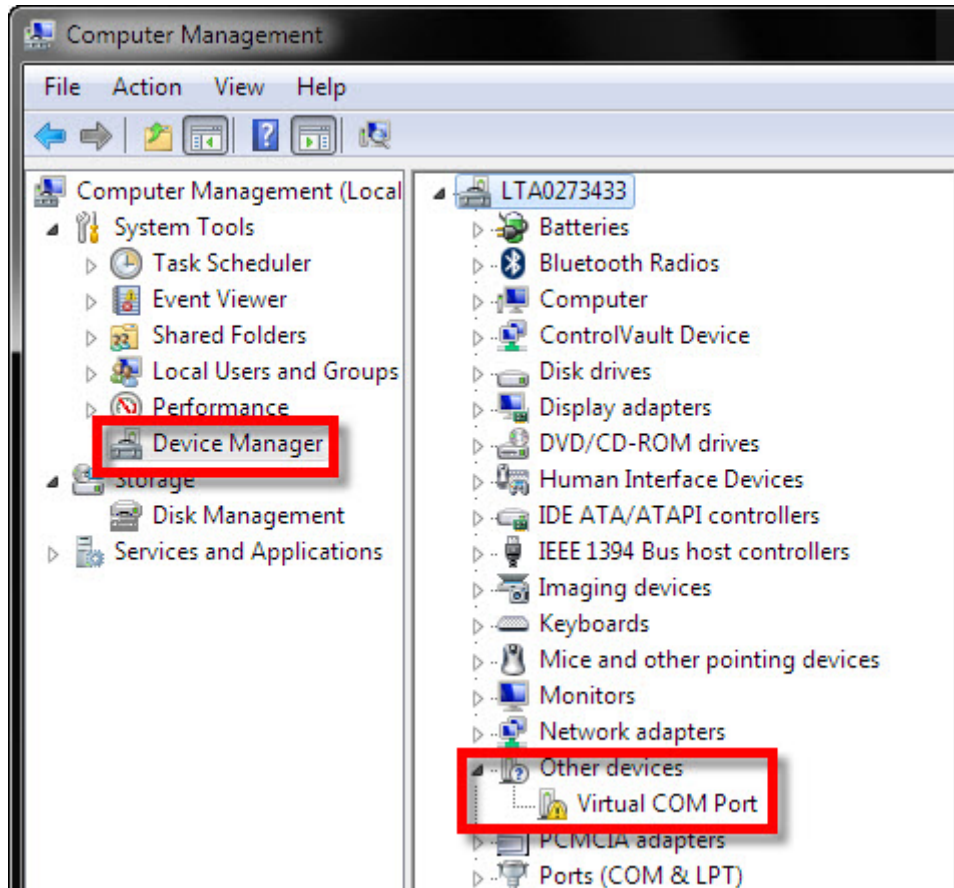 Computer Management
File Action View Help
Computer Management (Local
System Tools
Task Scheduler
Event Viewer
Shared Folders
Local Users and Groups
Performance
Device Manager
Storage
Disk Management
Services and Applications
LTA0273433
Batteries
Bluetooth Radios
Computer
ControlVault Device
Disk drives
Display adapters
DVD/CD-ROM drives
Human Interface Devices
IDE ATA/ATAPI controllers
IEEE 1394 Bus host controllers
Imaging devices
Keyboards
Mice and other pointing devices
Monitors
Network adapters
Other devices
Virtual COM Port
PCMCIA adapters
Ports (COM & LPT)